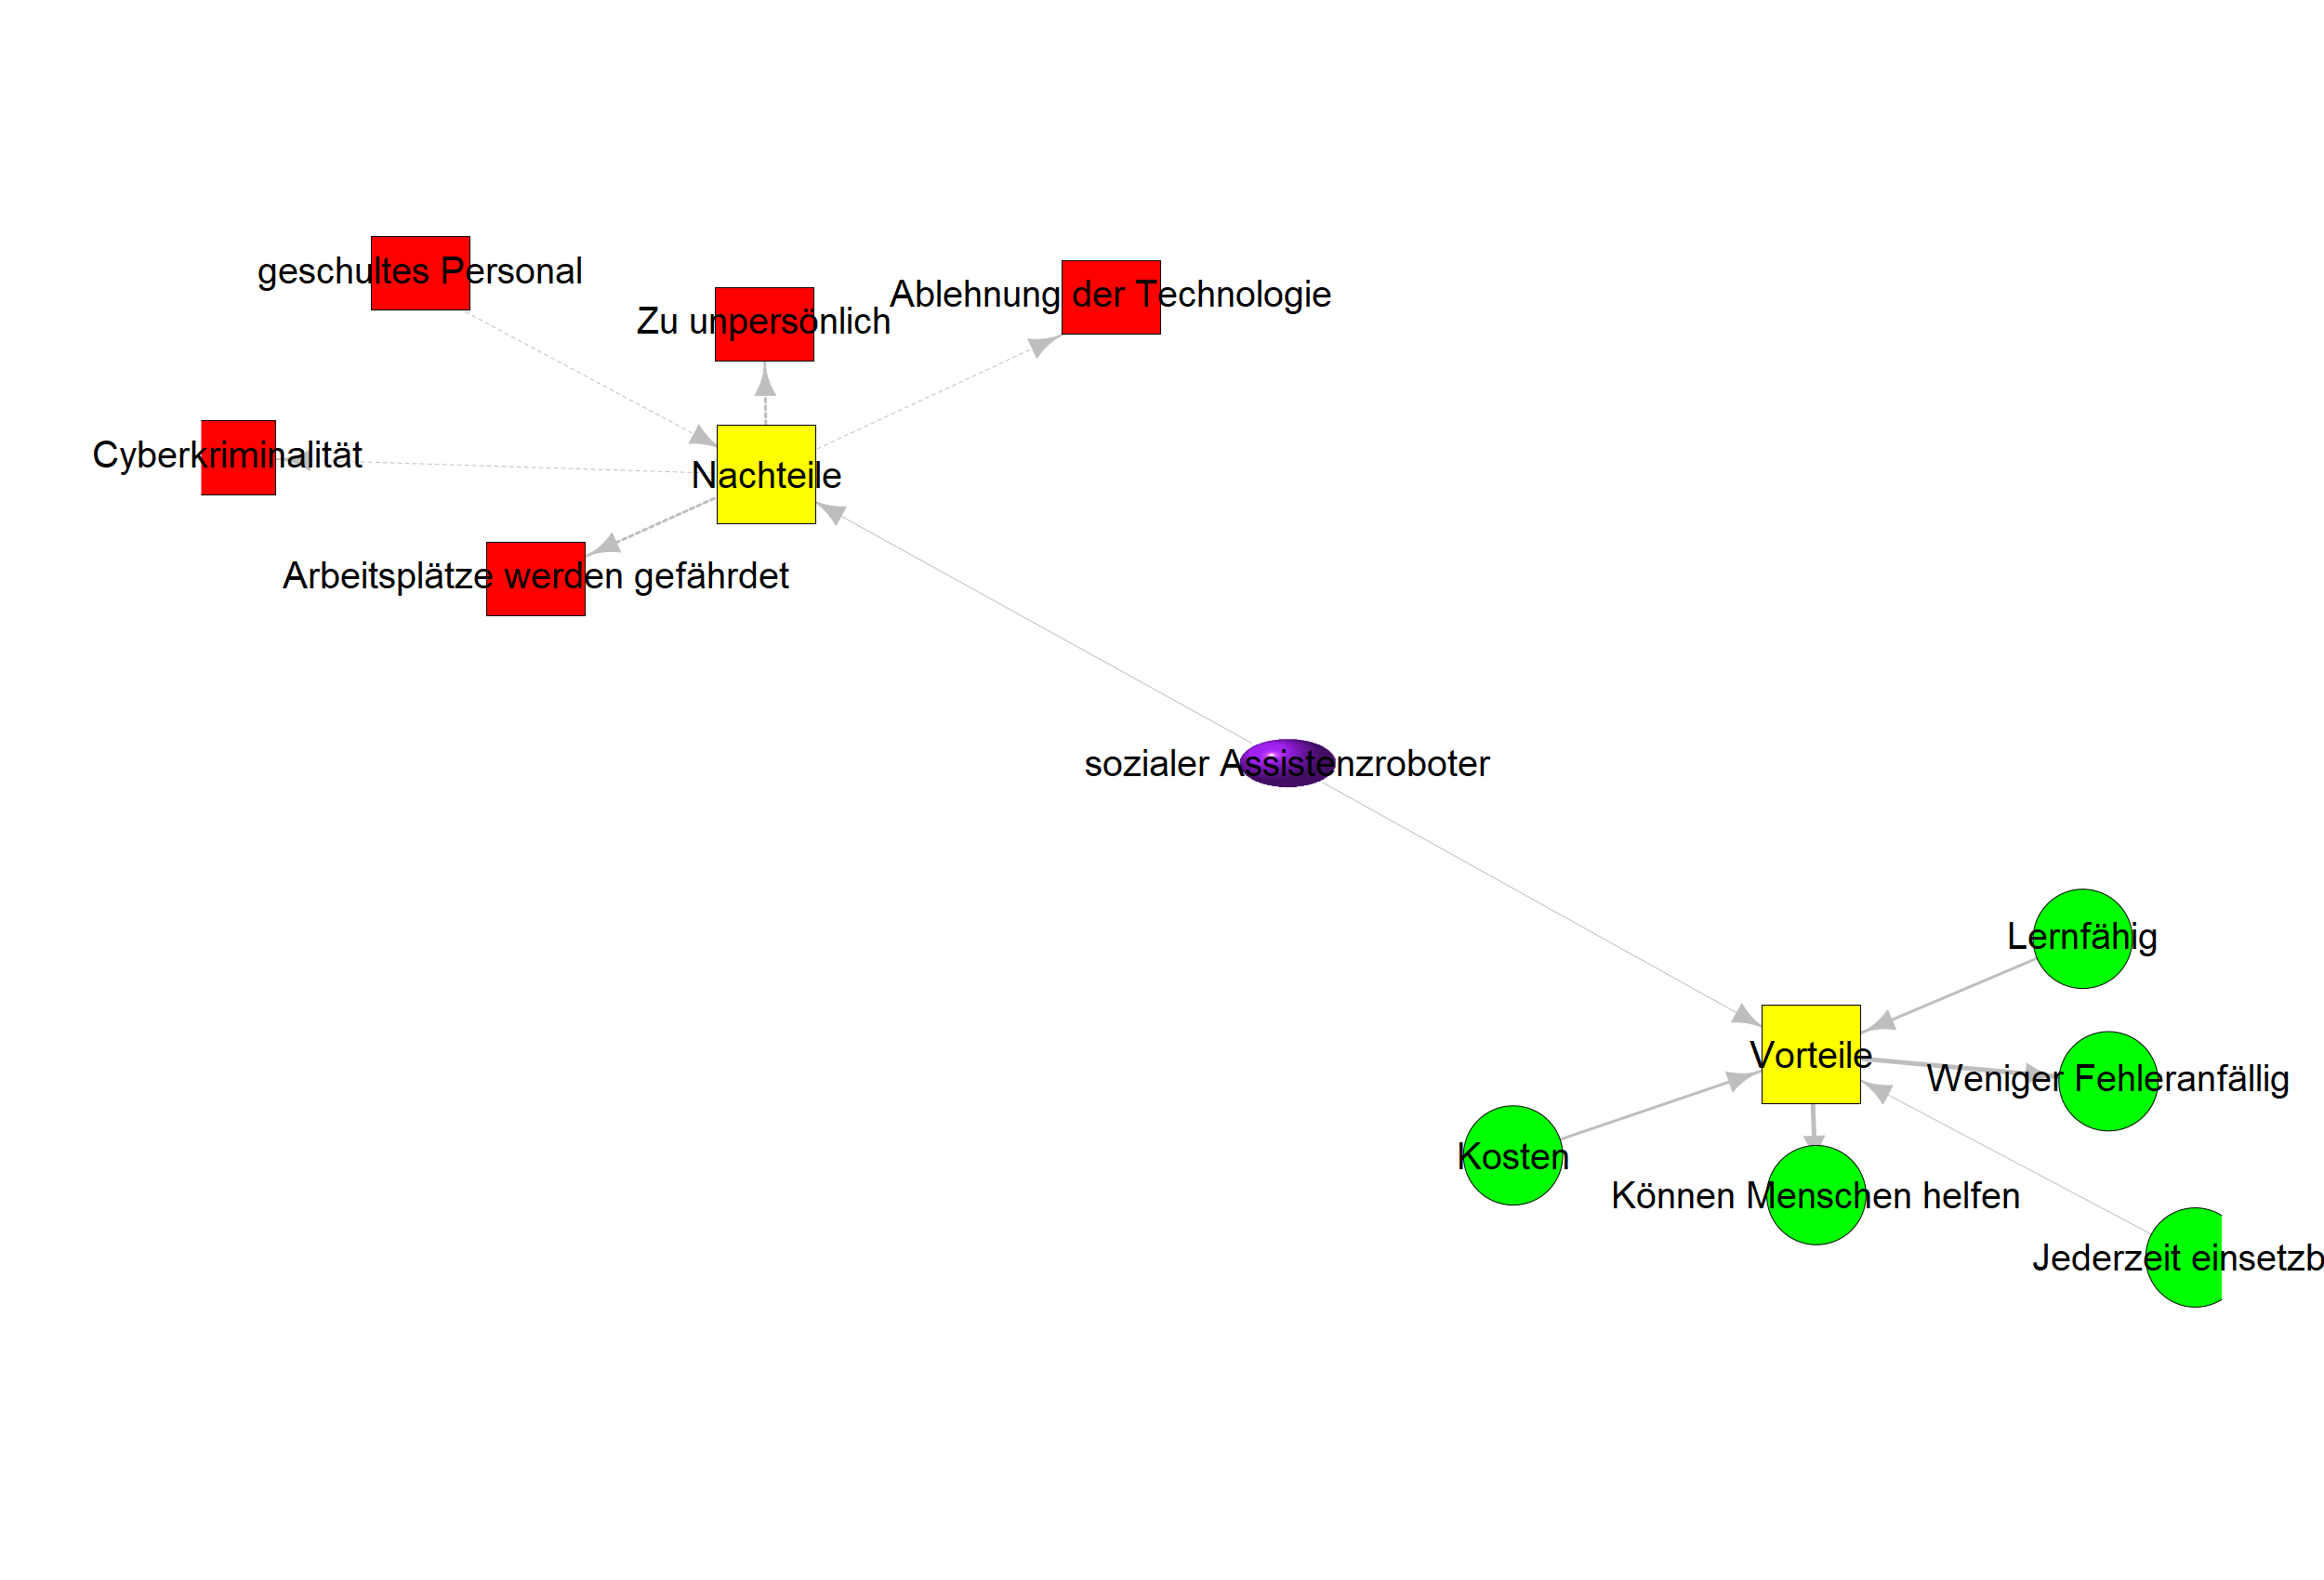 geschultes Personal
Zu unpersönlich
Ablehnung der Technologie
Cyberkriminalität
Nachteile
Arbeitsplätze werden gefährdet
sozialer Assistenzroboter
Lernfähig
Vorteile
Weniger Fehleranfällig
Kosten
Können Menschen helfen
Jederzeit einsetzb